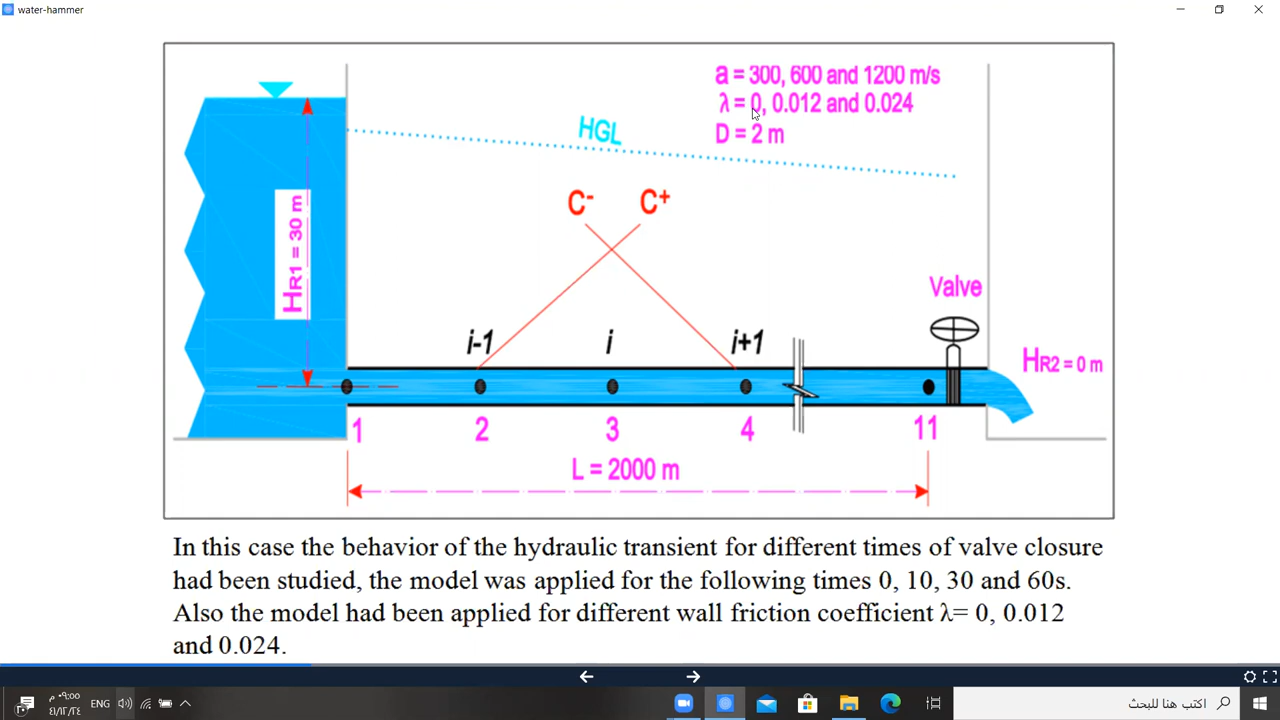 water-hammer
a = 300, 600 and 1200 m/s
λ = 0, 0.012 and 0.024
D = 2 m
HGL
C- C+
HR1 = 30 m
Valve
i-1 i i+1
HR2 = 0 m
1 2 3 4 11
L = 2000 m
In this case the behavior of the hydraulic transient for different times of valve closure
had been studied, the model was applied for the following times 0, 10, 30 and 60s.
Also the model had been applied for different wall friction coefficient λ= 0, 0.012
and 0.024.
ENG
اكتب هنا للبحث